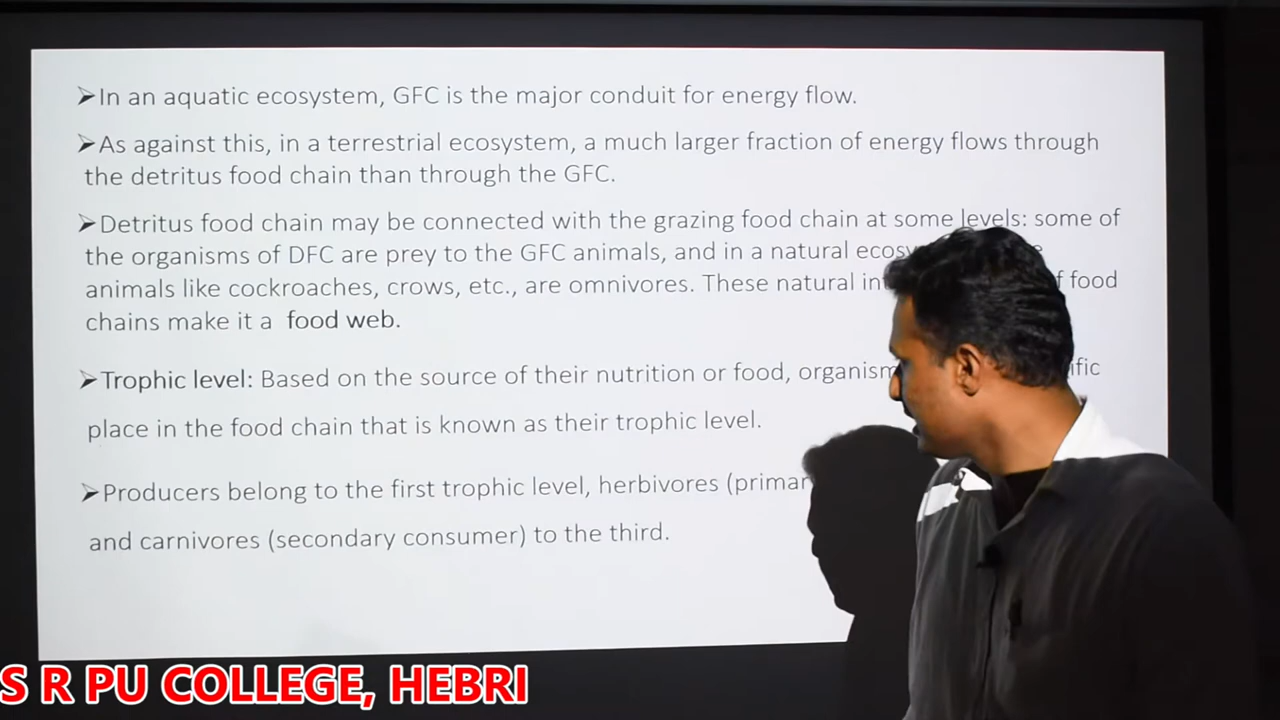 ➢In an aquatic ecosystem, GFC is the major conduit for energy flow.
➢As against this, in a terrestrial ecosystem, a much larger fraction of energy flows through
the detritus food chain than through the GFC.
➢Detritus food chain may be connected with the grazing food chain at some levels: some of
the organisms of DFC are prey to the GFC animals, and in a natural
animals like cockroaches, crows, etc., are omnivores. These natural food
chains make it a food web.
➢Trophic level: Based on the source of their nutrition or food,
place in the food chain that is known as their trophic level.
➢Producers belong to the first trophic level, herbivores
and carnivores (secondary consumer) to the third.
S R PU COLLEGE, HEBRI